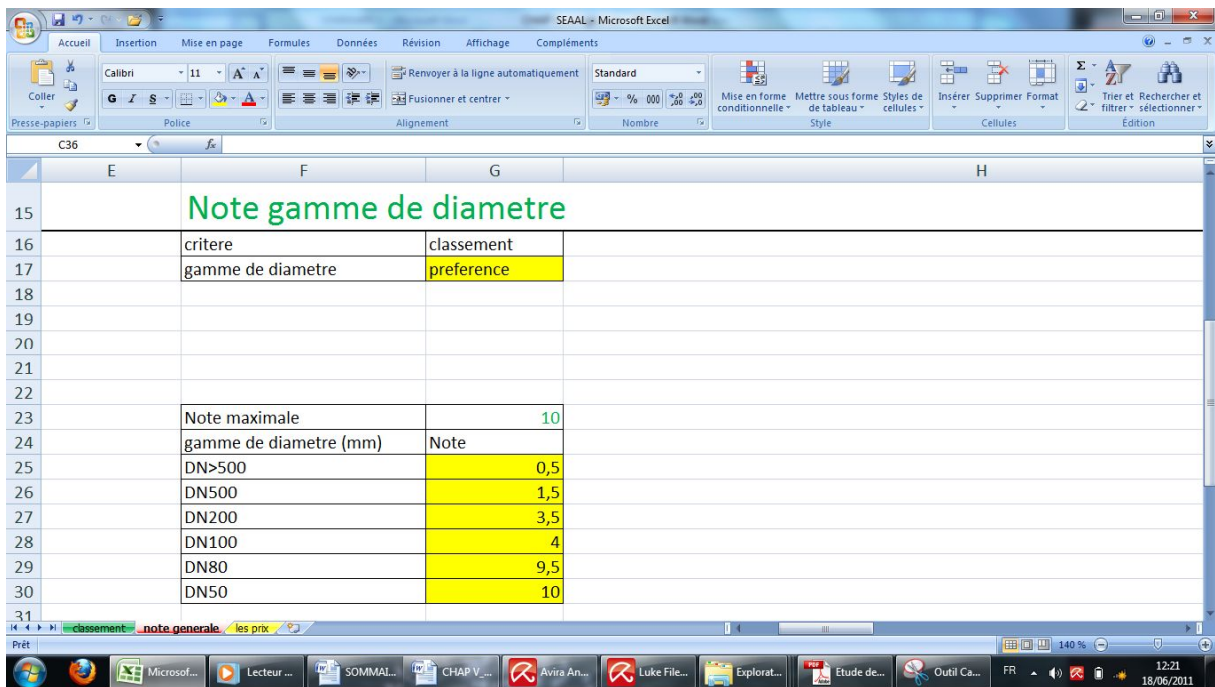 SEAAL - Microsoft Excel
Accueil Insertion Mise en page Formules Données Révision Affichage Compléments
Coller
Calibri 11
G I S
Renvoyer à la ligne automatiquement
Fusionner et centrer
Standard
% 000
Mise en forme conditionnelle
Mettre sous forme de tableau
Styles de cellules
Insérer Supprimer Format
Trier et filtrer
Rechercher et sélectionner
Presse-papiers Police Alignement Nombre Style Cellules Édition
C36 fx
E F G H
15 Note gamme de diametre
16 critere classement
17 gamme de diametre preference
18
19
20
21
22
23 Note maximale 10
24 gamme de diametre (mm) Note
25 DN>500 0,5
26 DN500 1,5
27 DN200 3,5
28 DN100 4
29 DN80 9,5
30 DN50 10
31
classement note generale les prix
Prêt 140 %
Microsof... Lecteur ... SOMMAI... CHAP V_... Avira An... Luke File... Explorat... Etude de... Outil Ca... FR 12:21
18/06/2011